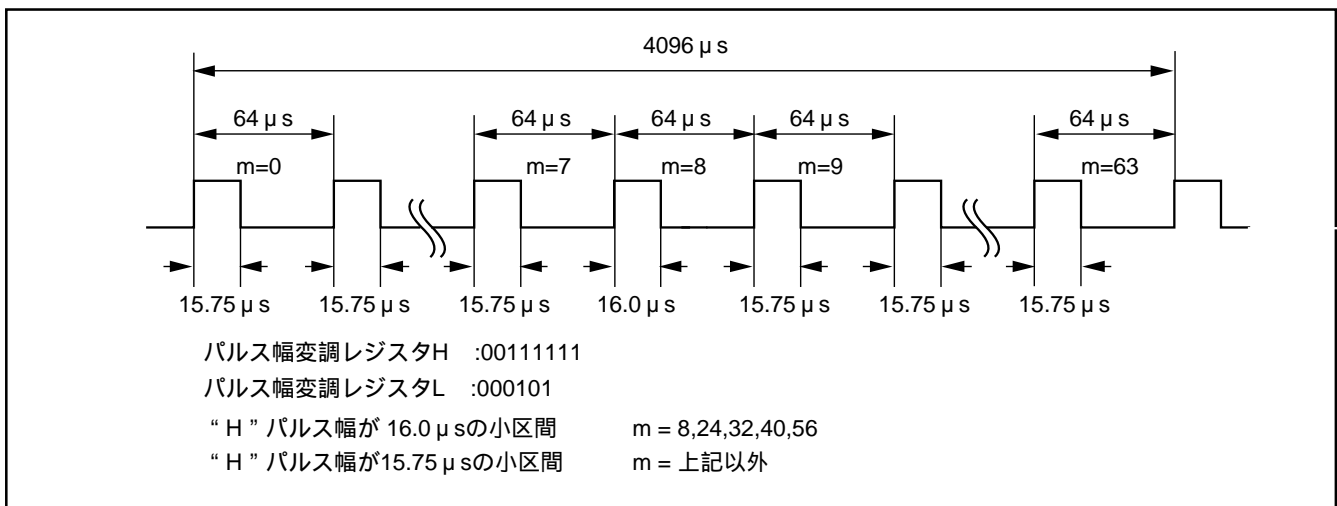 4096 µ s
64 µ s 64 µ s 64 µ s 64 µ s 64 µ s
m=0 m=7 m=8 m=9 m=63
15.75 µ s 15.75 µ s 15.75 µ s 16.0 µ s 15.75 µ s 15.75 µ s 15.75 µ s
パルス幅変調レジスタH :00111111
パルス幅変調レジスタL :000101
“ H ” パルス幅が 16.0 µ sの小区間 m = 8,24,32,40,56
“ H ” パルス幅が15.75 µ sの小区間 m = 上記以外